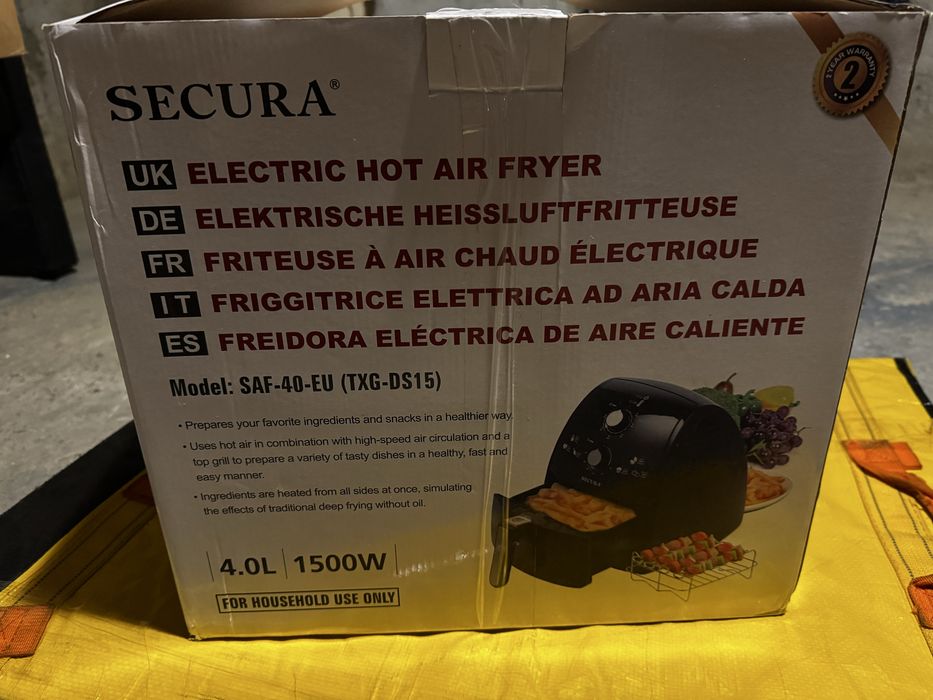 SECURA®
2 YEAR WARRANTY
2
UK ELECTRIC HOT AIR FRYER
DE ELEKTRISCHE HEISSLUFTFRITTEUSE
FR FRITEUSE À AIR CHAUD ÉLECTRIQUE
IT FRIGGITRICE ELETTRICA AD ARIA CALDA
ES FREIDORA ELÉCTRICA DE AIRE CALIENTE
Model: SAF-40-EU (TXG-DS15)
• Prepares your favorite ingredients and snacks in a healthier way.
• Uses hot air in combination with high-speed air circulation and a
top grill to prepare a variety of tasty dishes in a healthy, fast and
easy manner.
• Ingredients are heated from all sides at once, simulating
the effects of traditional deep frying without oil.
4.0L 1500W
FOR HOUSEHOLD USE ONLY
SECURA